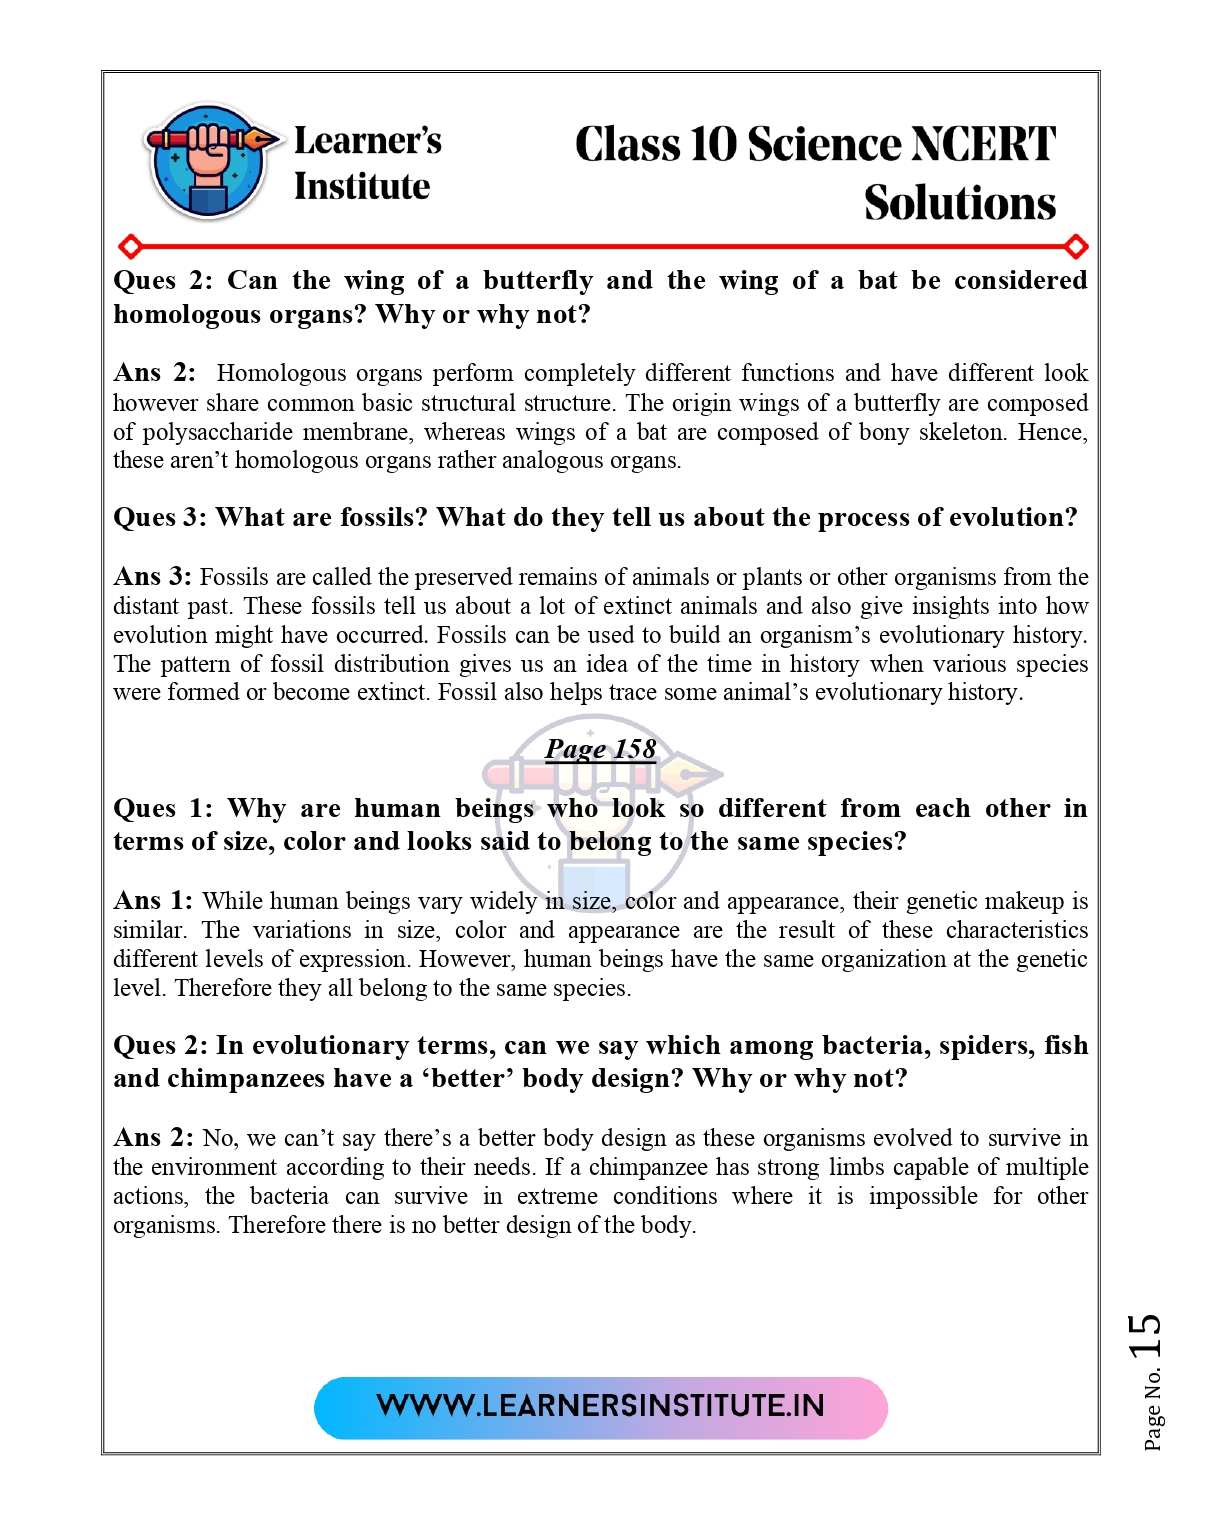 Learner’s
Institute
Class 10 Science NCERT
Solutions
Ques 2: Can the wing of a butterfly and the wing of a bat be considered
homologous organs? Why or why not?
Ans 2: Homologous organs perform completely different functions and have different look
however share common basic structural structure. The origin wings of a butterfly are composed
of polysaccharide membrane, whereas wings of a bat are composed of bony skeleton. Hence,
these aren’t homologous organs rather analogous organs.
Ques 3: What are fossils? What do they tell us about the process of evolution?
Ans 3: Fossils are called the preserved remains of animals or plants or other organisms from the
distant past. These fossils tell us about a lot of extinct animals and also give insights into how
evolution might have occurred. Fossils can be used to build an organism’s evolutionary history.
The pattern of fossil distribution gives us an idea of the time in history when various species
were formed or become extinct. Fossil also helps trace some animal’s evolutionary history.
Page 158
Ques 1: Why are human beings who look so different from each other in
terms of size, color and looks said to belong to the same species?
Ans 1: While human beings vary widely in size, color and appearance, their genetic makeup is
similar. The variations in size, color and appearance are the result of these characteristics
different levels of expression. However, human beings have the same organization at the genetic
level. Therefore they all belong to the same species.
Ques 2: In evolutionary terms, can we say which among bacteria, spiders, fish
and chimpanzees have a ‘better’ body design? Why or why not?
Ans 2: No, we can’t say there’s a better body design as these organisms evolved to survive in
the environment according to their needs. If a chimpanzee has strong limbs capable of multiple
actions, the bacteria can survive in extreme conditions where it is impossible for other
organisms. Therefore there is no better design of the body.
Page No. 15
WWW.LEARNERSINSTITUTE.IN